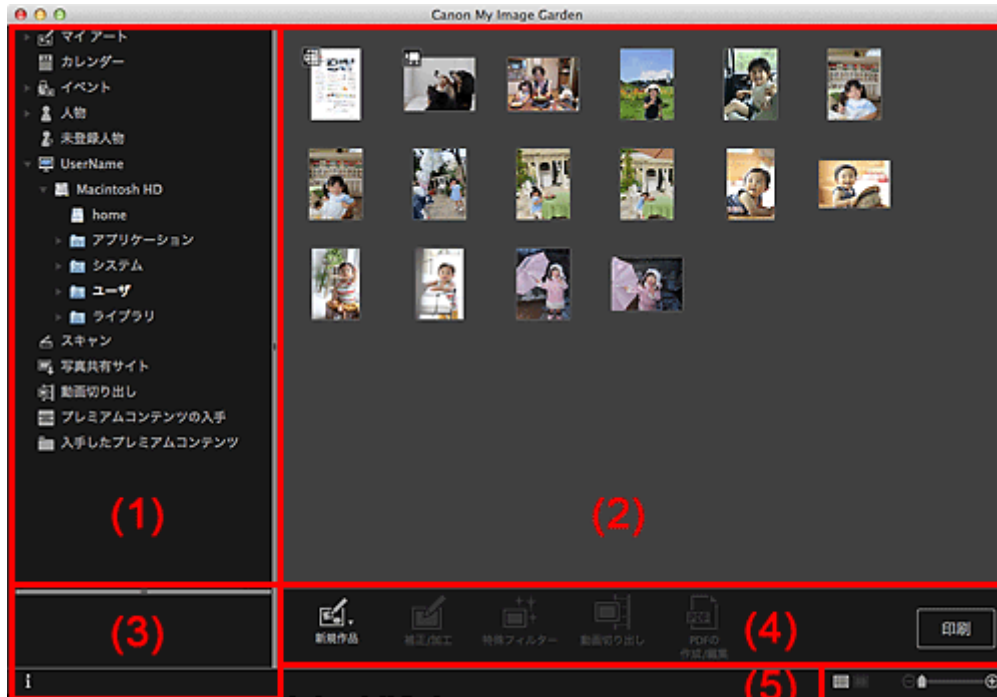 Canon My Image Garden
マイ アート
カレンダー
イベント
人物
未登録人物
UserName
Macintosh HD
home
アプリケーション
システム
ユーザ
ライブラリ
スキャン
写真共有サイト
動画切り出し
プレミアムコンテンツの入手
入手したプレミアムコンテンツ
(1)
(2)
(3)
新規作品
補正/加工
特殊フィルター
動画切り出し
PDF
PDFの
作成/編集
(4)
印刷
i
(5)